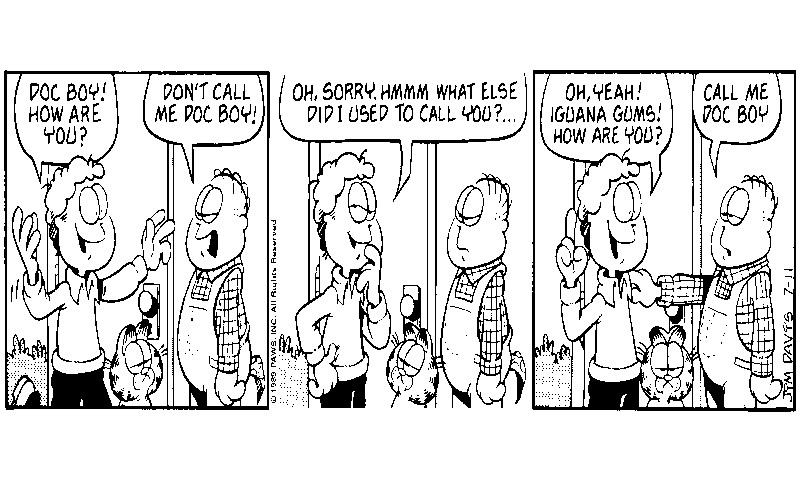 DOC BOY!
HOW ARE
YOU?
DON'T CALL
ME DOC BOY!
© 1989 PAWS, INC. All Rights Reserved
OH, SORRY. HMMM WHAT ELSE
DID I USED TO CALL YOU?...
OH, YEAH!
IGUANA GUMS!
HOW ARE YOU?
CALL ME
DOC BOY
JIM DAVIS 7-11